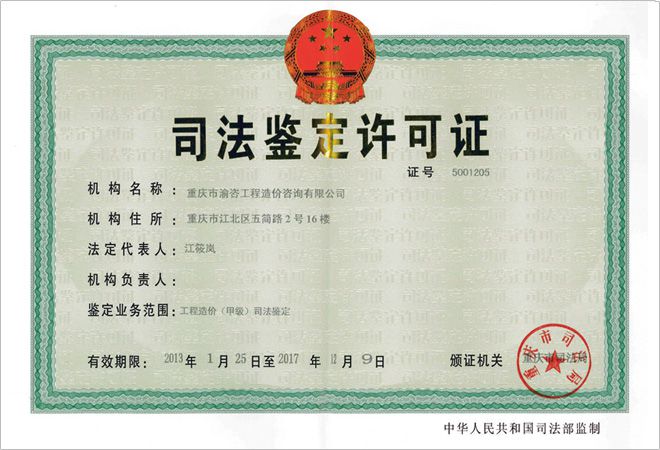 司法鉴定许可证
证号 5001205
机构名称： 重庆市渝咨工程造价咨询有限公司
机构住所： 重庆市江北区五简路2号16楼
法定代表人：江筱岚
机构负责人：
鉴定业务范围：工程造价（甲级）司法鉴定
有效期限： 2013年 1月 25日至2017年 12月 9日 颁证机关 重庆市司法局
重庆市司法局
中华人民共和国司法部监制